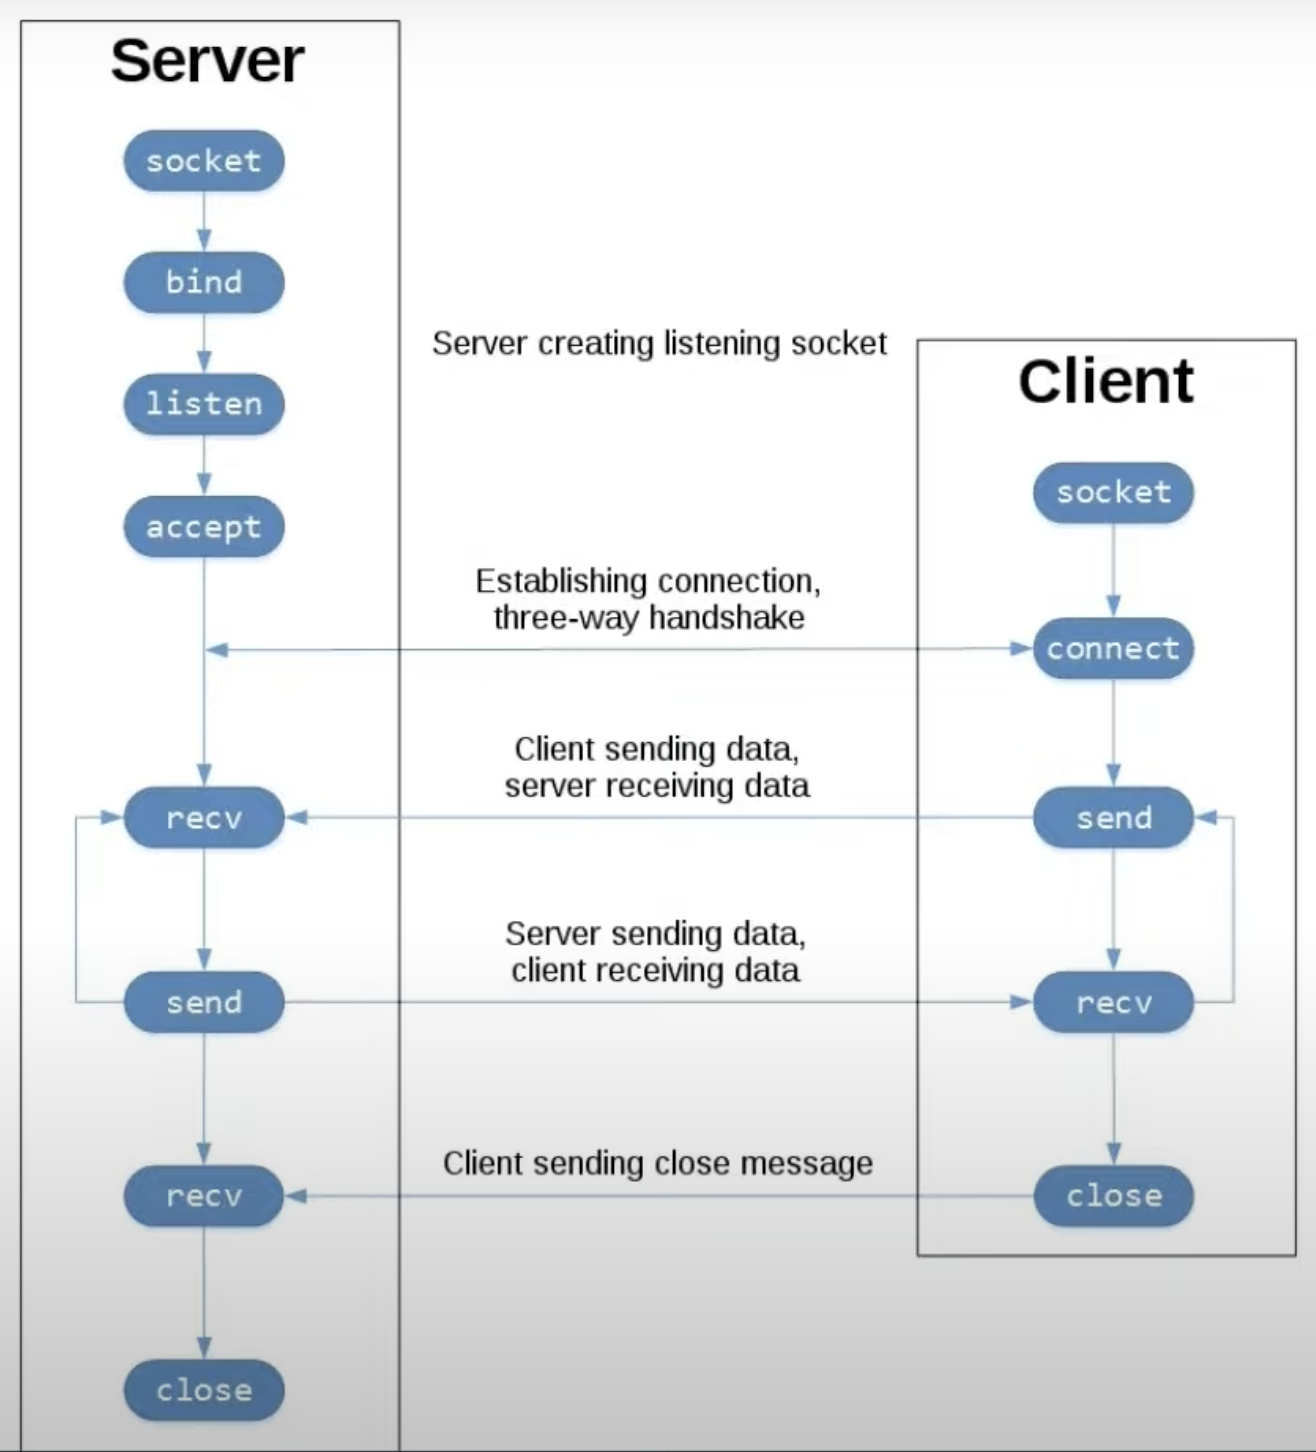 Server
socket
bind
listen
accept
recv
send
recv
close
Server creating listening socket
Establishing connection,
three-way handshake
Client sending data,
server receiving data
Server sending data,
client receiving data
Client sending close message
Client
socket
connect
send
recv
close